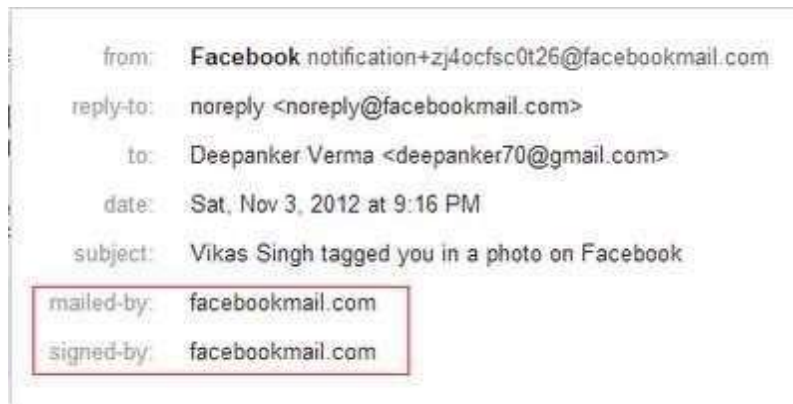 from: Facebook notification+zj4ocfsc0t26@facebookmail.com
reply-to: noreply <noreply@facebookmail.com>
to: Deepanker Verma <deepanker70@gmail.com>
date: Sat, Nov 3, 2012 at 9:16 PM
subject: Vikas Singh tagged you in a photo on Facebook
mailed-by: facebookmail.com
signed-by: facebookmail.com